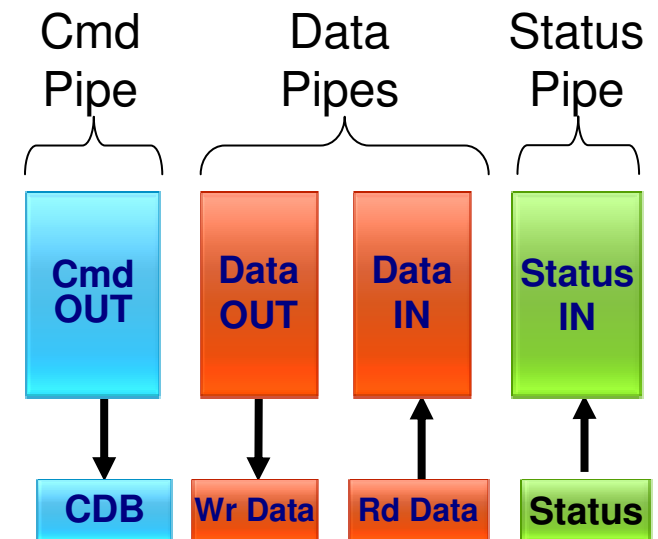 Cmd
Pipe
Data
Pipes
Status
Pipe
Cmd
OUT
Data
OUT
Data
IN
Status
IN
CDB
Wr Data
Rd Data
Status